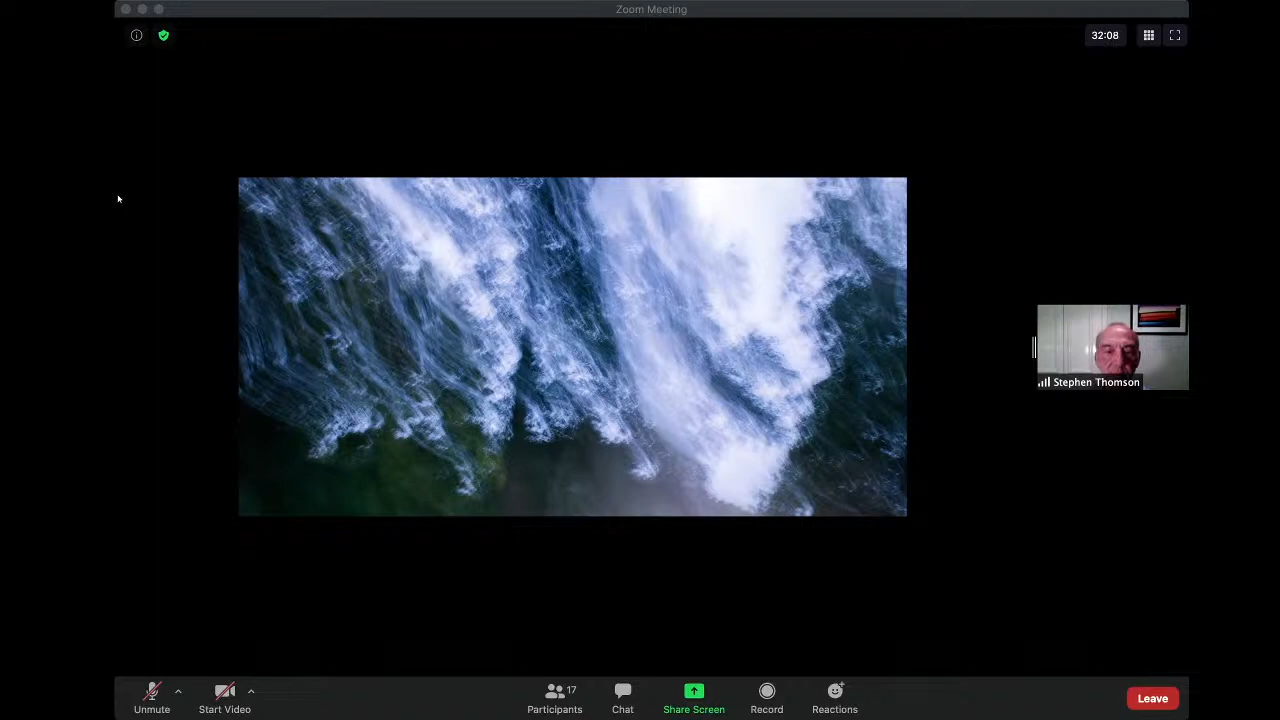 Zoom Meeting
32:08
Stephen Thomson
Unmute
Start Video
17
Participants
Chat
Share Screen
Record
Reactions
Leave